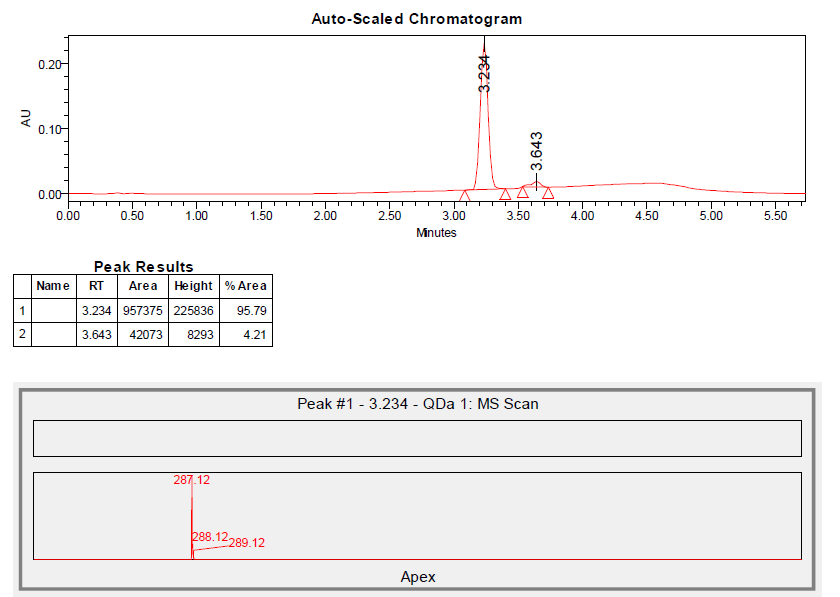 Auto-Scaled Chromatogram
AU
0.20
0.10
0.00
3.234
3.643
0.00 0.50 1.00 1.50 2.00 2.50 3.00 3.50 4.00 4.50 5.00 5.50
Minutes
Peak Results
Name RT Area Height % Area
1 3.234 957375 225836 95.79
2 3.643 42073 8293 4.21
Peak #1 - 3.234 - QDa 1: MS Scan
287.12
288.12
289.12
Apex